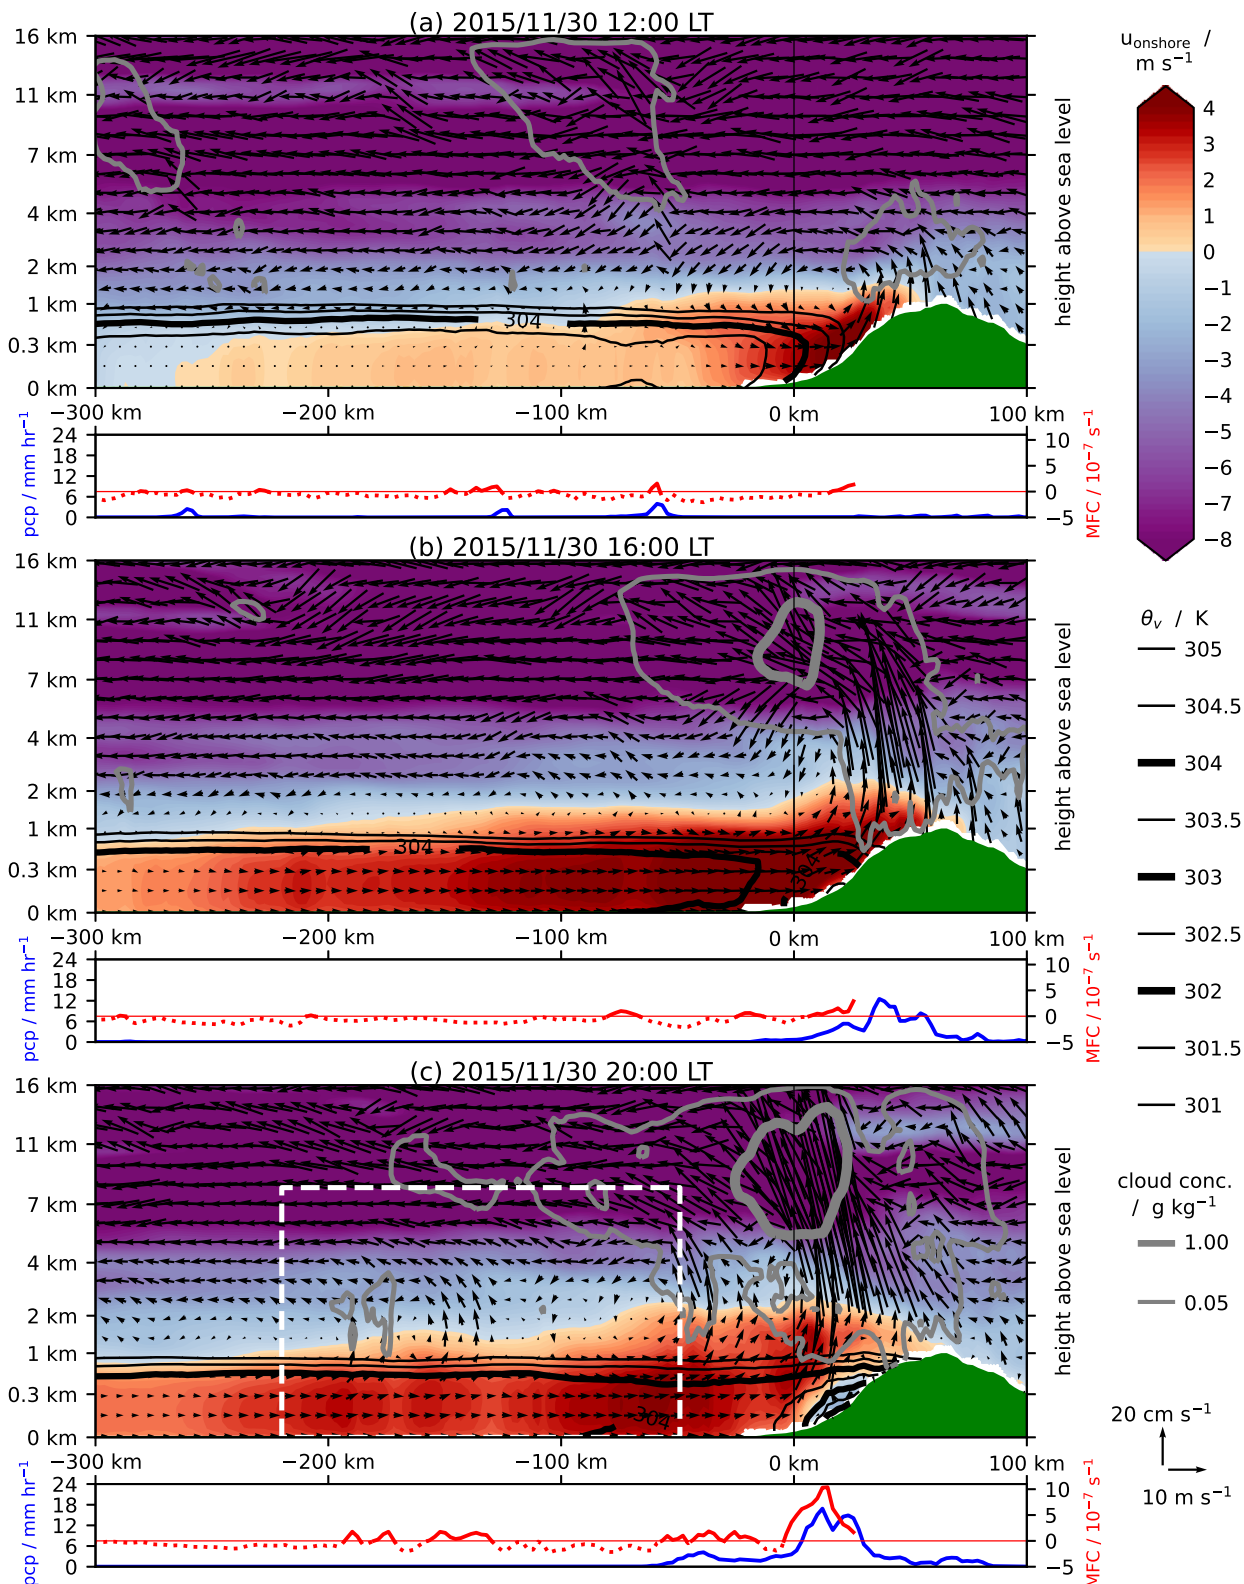 (a) 2015/11/30 12:00 LT
16 km
11 km
7 km
4 km
2 km
1 km
0.3 km
0 km
304
height above sea level
−300 km −200 km −100 km 0 km 100 km
pcp / mm hr⁻¹
24
18
12
6
0
10
5
0
−5
MFC / 10⁻⁷ s⁻¹
(b) 2015/11/30 16:00 LT
16 km
11 km
7 km
4 km
2 km
1 km
0.3 km
0 km
304
304
height above sea level
−300 km −200 km −100 km 0 km 100 km
pcp / mm hr⁻¹
24
18
12
6
0
10
5
0
−5
MFC / 10⁻⁷ s⁻¹
(c) 2015/11/30 20:00 LT
16 km
11 km
7 km
4 km
2 km
1 km
0.3 km
0 km
304
height above sea level
−300 km −200 km −100 km 0 km 100 km
pcp / mm hr⁻¹
24
18
12
6
0
10
5
0
−5
MFC / 10⁻⁷ s⁻¹
u_onshore /
m s⁻¹
4
3
2
1
0
−1
−2
−3
−4
−5
−6
−7
−8
θᵥ / K
305
304.5
304
303.5
303
302.5
302
301.5
301
cloud conc.
/ g kg⁻¹
1.00
0.05
20 cm s⁻¹
10 m s⁻¹